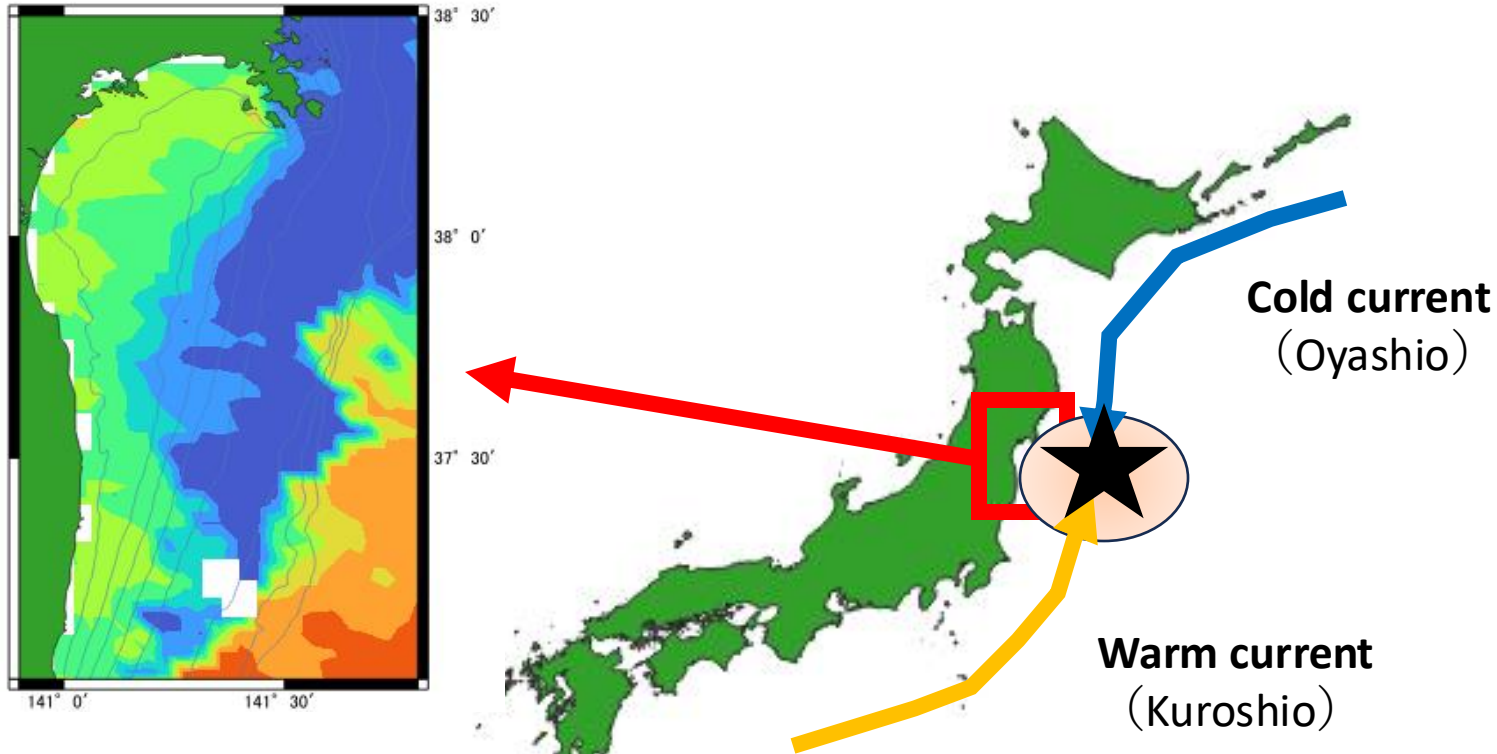 38° 30′
38° 0′
37° 30′
141° 0′
141° 30′
Cold current
（Oyashio）
Warm current
（Kuroshio）